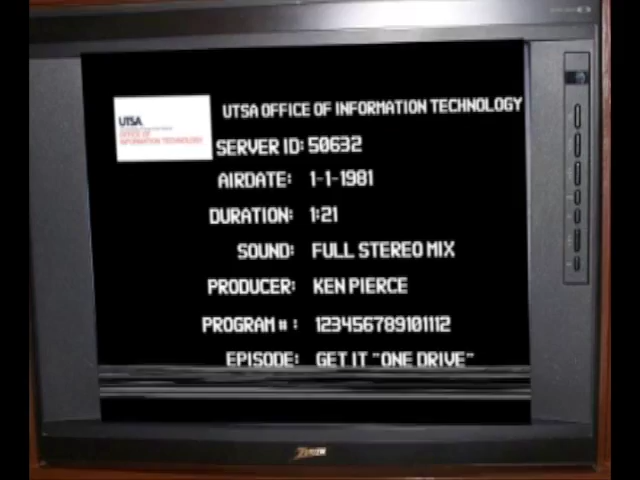 UTSA OFFICE OF INFORMATION TECHNOLOGY
UTSA
OFFICE OF
INFORMATION TECHNOLOGY
SERVER ID: 50632
AIRDATE: 1-1-1981
DURATION: 1:21
SOUND: FULL STEREO MIX
PRODUCER: KEN PIERCE
PROGRAM # : 123456789101112
EPISODE: GET IT "ONE DRIVE"
ZENITH